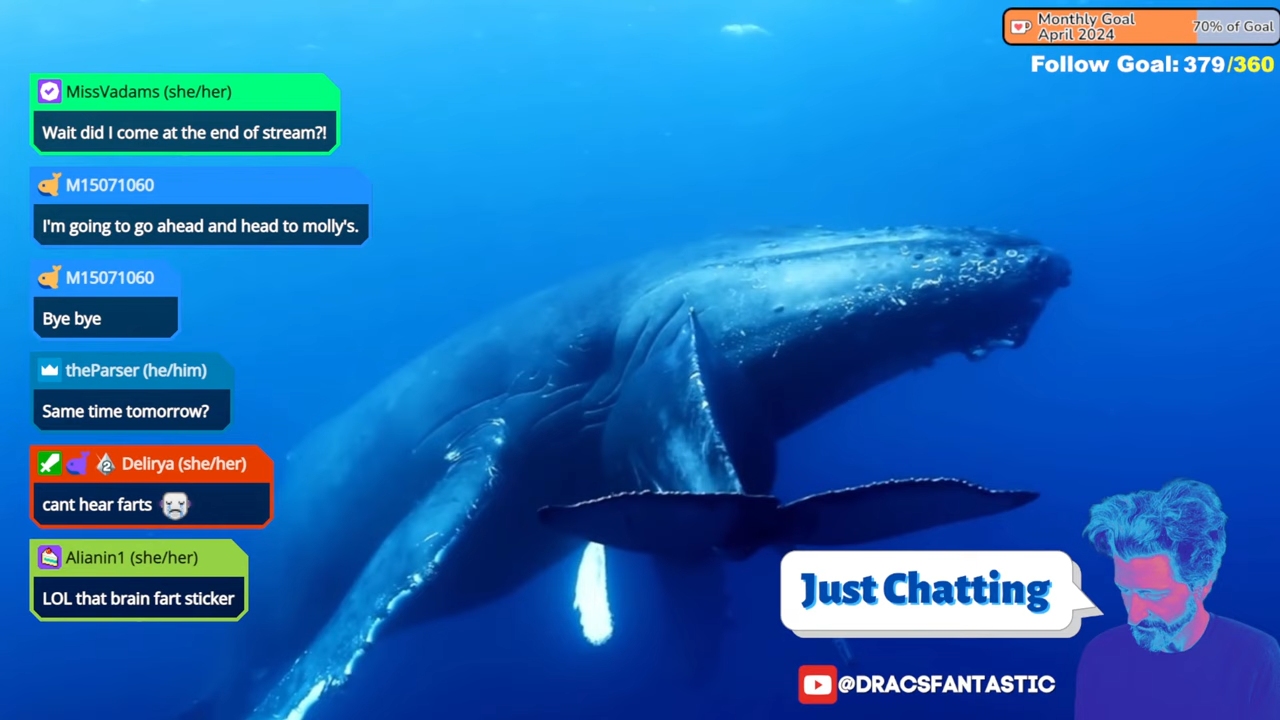 Monthly Goal
April 2024
70% of Goal
Follow Goal: 379/360
MissVadams (she/her)
Wait did I come at the end of stream?!
M15071060
I'm going to go ahead and head to molly's.
M15071060
Bye bye
theParser (he/him)
Same time tomorrow?
2 Delirya (she/her)
cant hear farts
Alianin1 (she/her)
LOL that brain fart sticker
Just Chatting
@DRACSFANTASTIC